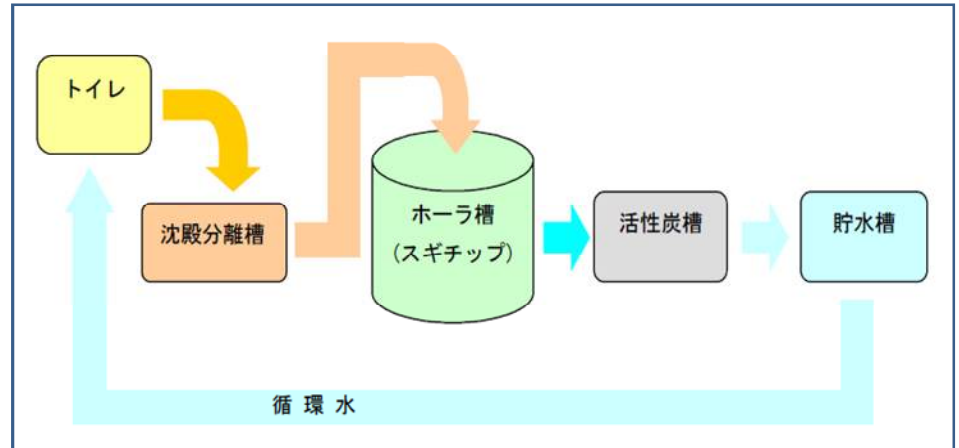 トイレ
沈殿分離槽
ホーラ槽
(スギチップ)
活性炭槽
貯水槽
循環水